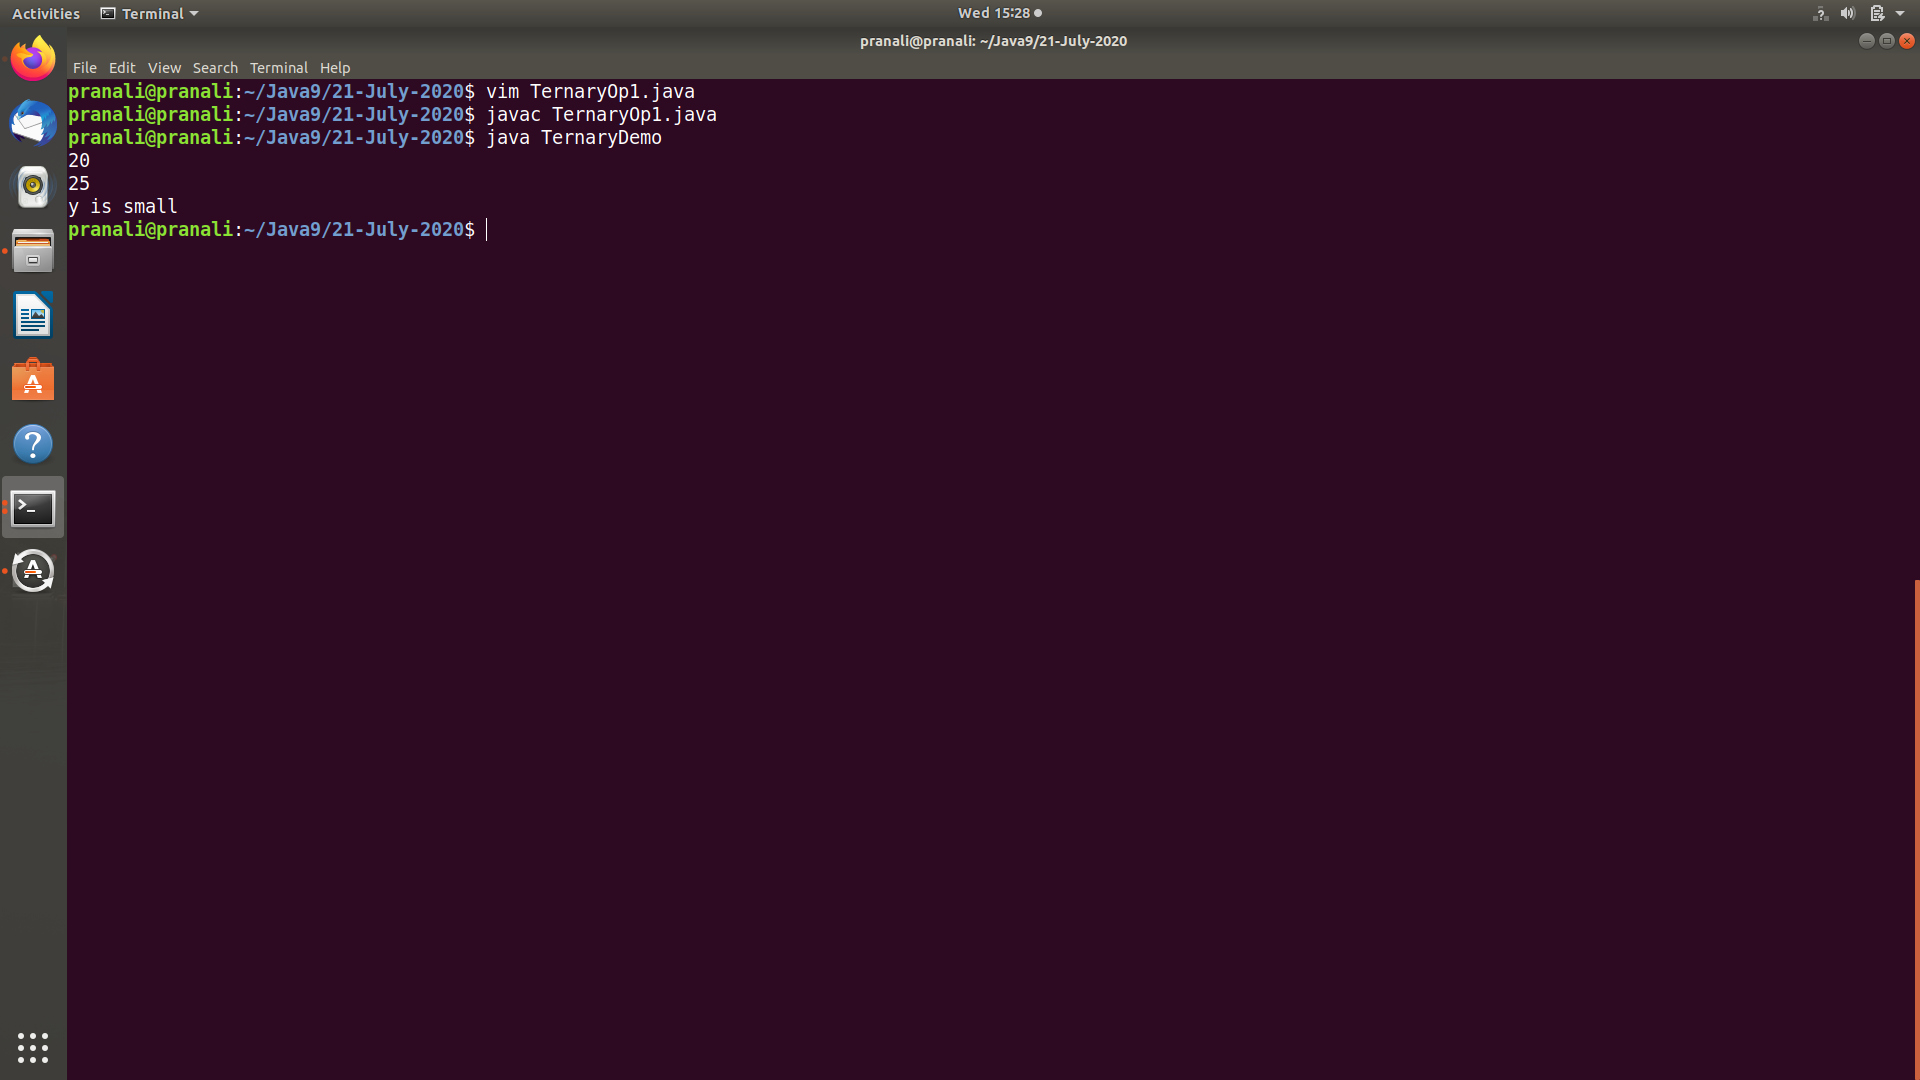 Activities Terminal Wed 15:28
pranali@pranali: ~/Java9/21-July-2020
File Edit View Search Terminal Help
pranali@pranali:~/Java9/21-July-2020$ vim TernaryOp1.java
pranali@pranali:~/Java9/21-July-2020$ javac TernaryOp1.java
pranali@pranali:~/Java9/21-July-2020$ java TernaryDemo
20
25
y is small
pranali@pranali:~/Java9/21-July-2020$